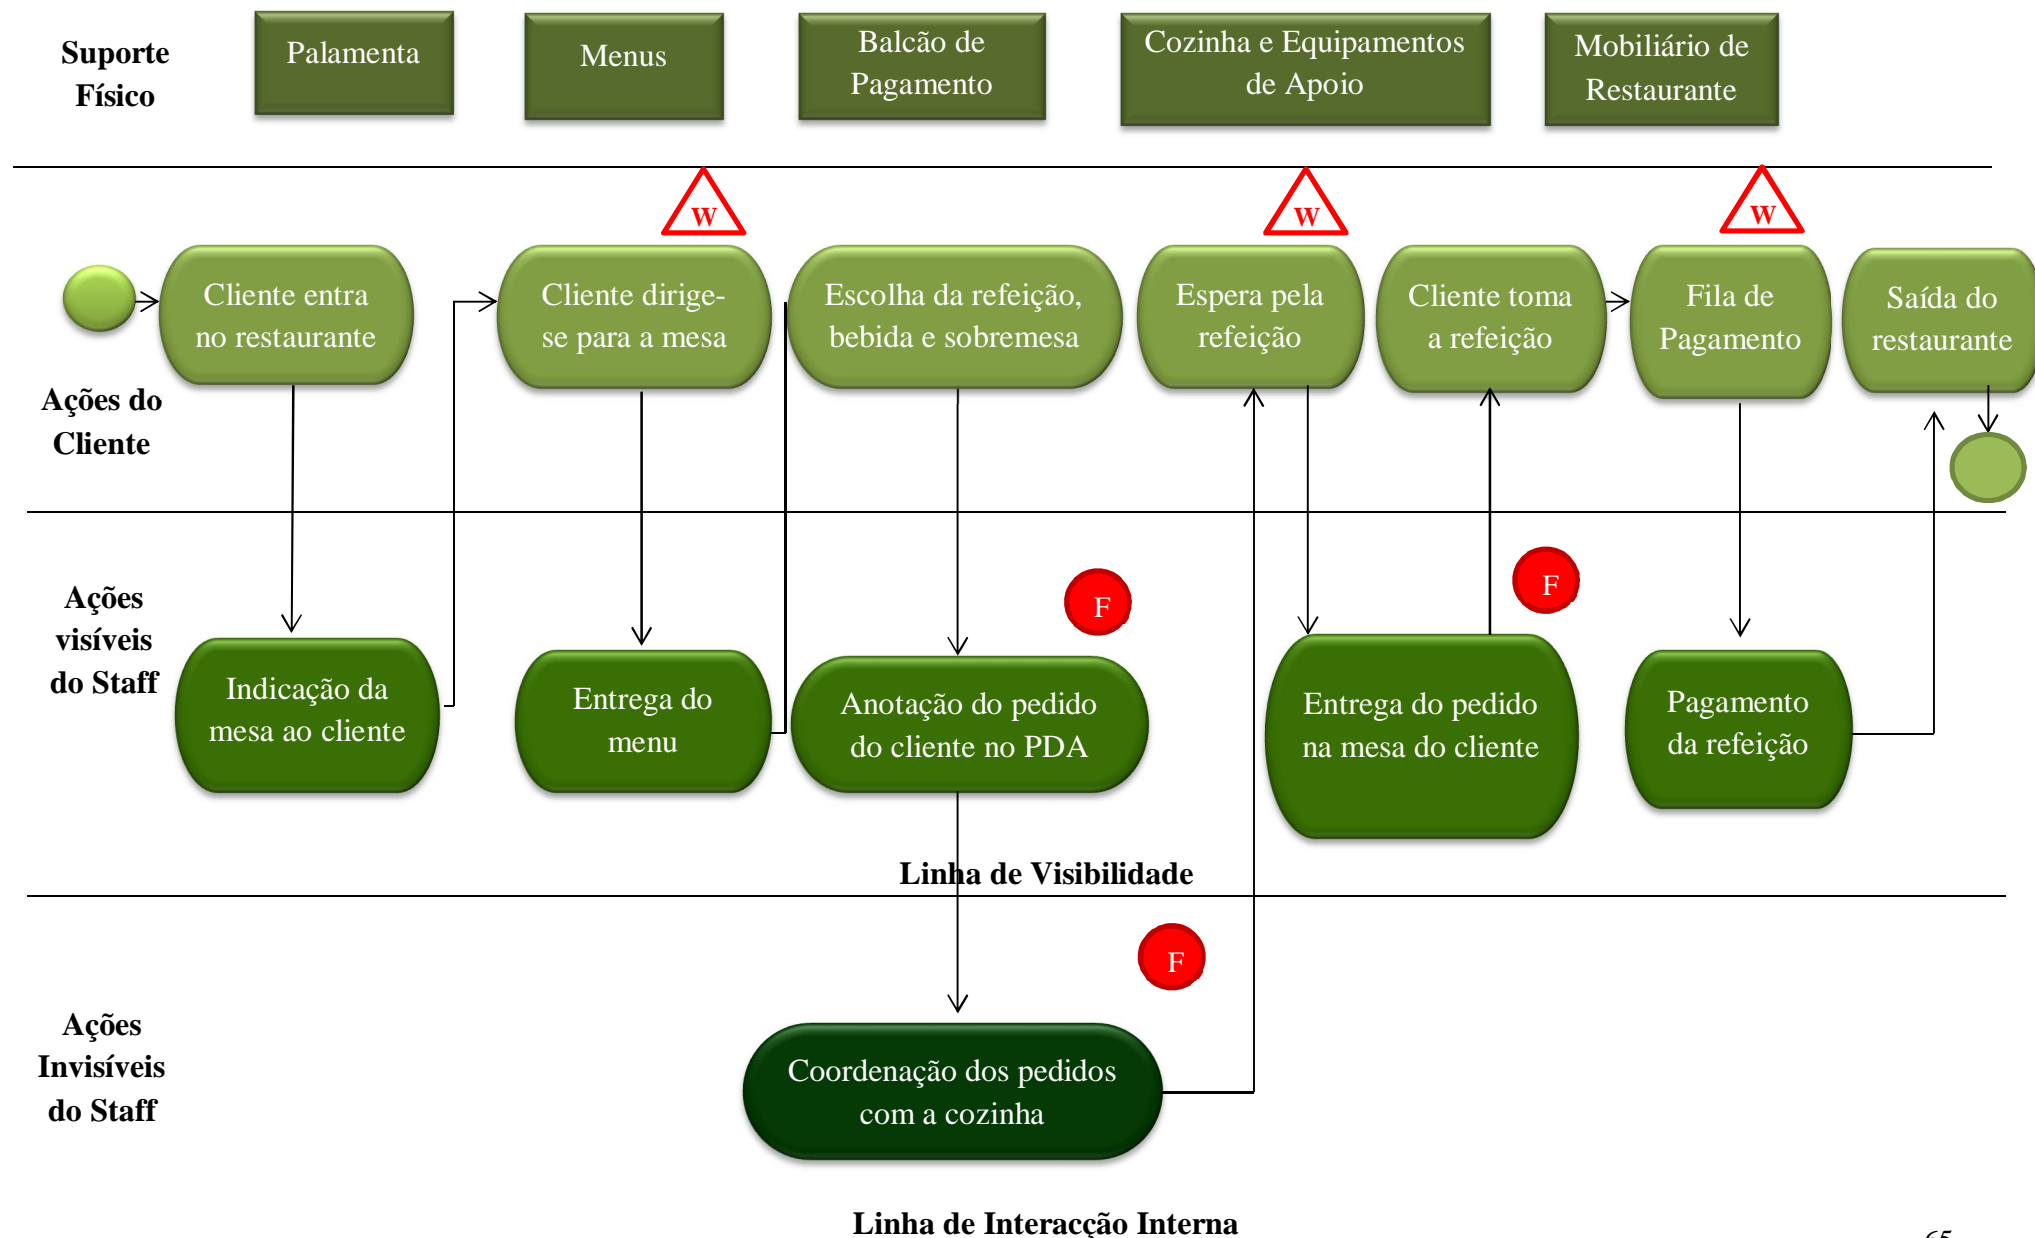 Suporte
Físico
Palamenta
Menus
Balcão de
Pagamento
Cozinha e Equipamentos
de Apoio
Mobiliário de
Restaurante
W
W
W
Ações do
Cliente
Cliente entra
no restaurante
Cliente dirige-
se para a mesa
Escolha da refeição,
bebida e sobremesa
Espera pela
refeição
Cliente toma
a refeição
Fila de
Pagamento
Saída do
restaurante
Ações
visíveis
do Staff
F
F
Indicação da
mesa ao cliente
Entrega do
menu
Anotação do pedido
do cliente no PDA
Entrega do pedido
na mesa do cliente
Pagamento
da refeição
Linha de Visibilidade
F
Ações
Invisíveis
do Staff
Coordenação dos pedidos
com a cozinha
Linha de Interacção Interna
65